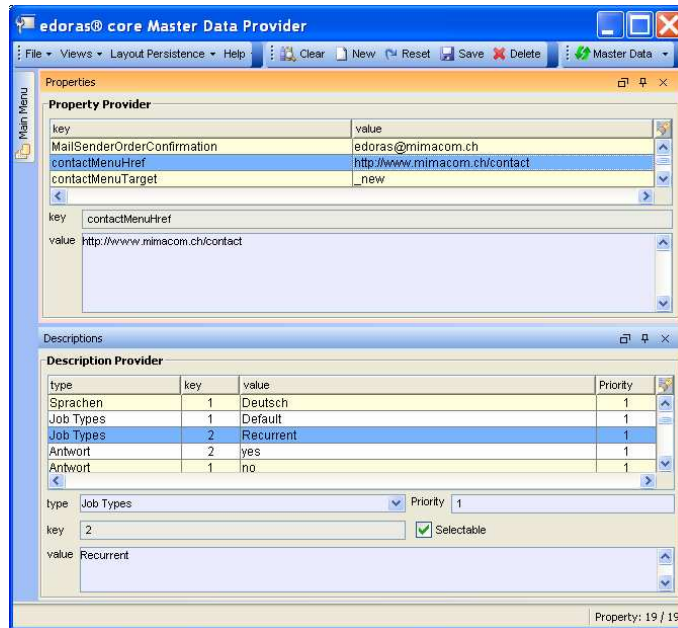 edoras® core Master Data Provider
File Views Layout Persistence Help Clear New Reset Save Delete Master Data
Main Menu
Properties
Property Provider
key value
MailSenderOrderConfirmation edoras@mimacom.ch
contactMenuHref http://www.mimacom.ch/contact
contactMenuTarget _new
key contactMenuHref
value http://www.mimacom.ch/contact
Descriptions
Description Provider
type key value Priority
Sprachen 1 Deutsch 1
Job Types 1 Default 1
Job Types 2 Recurrent 1
Antwort 2 yes 1
Antwort 1 no 1
type Job Types Priority 1
key 2 Selectable
value Recurrent
Property: 19 / 19